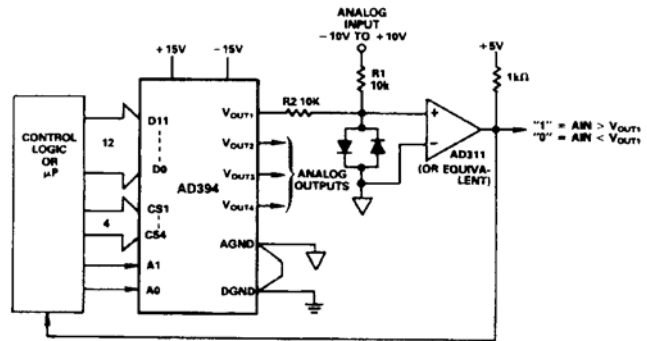 ANALOG
INPUT
−10V TO +10V
+15V
−15V
+5V
R1
10k
1kΩ
R2 10K
CONTROL
LOGIC
OR
μP
12
4
D11
D0
CS1
CS4
A1
A0
AD394
VOUT1
VOUT2
VOUT3
VOUT4
ANALOG
OUTPUTS
AGND
DGND
+
−
AD311
(OR EQUIVA-
LENT)
"1" = AIN > VOUT1
"0" = AIN < VOUT1